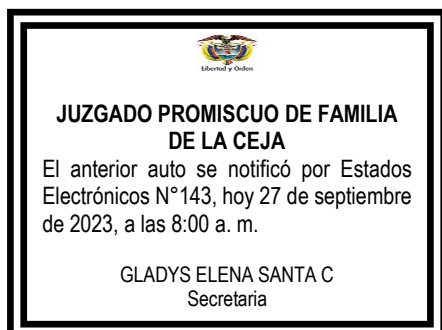 Libertad y Orden
JUZGADO PROMISCUO DE FAMILIA
DE LA CEJA
El anterior auto se notificó por Estados
Electrónicos N°143, hoy 27 de septiembre
de 2023, a las 8:00 a. m.
GLADYS ELENA SANTA C
Secretaria